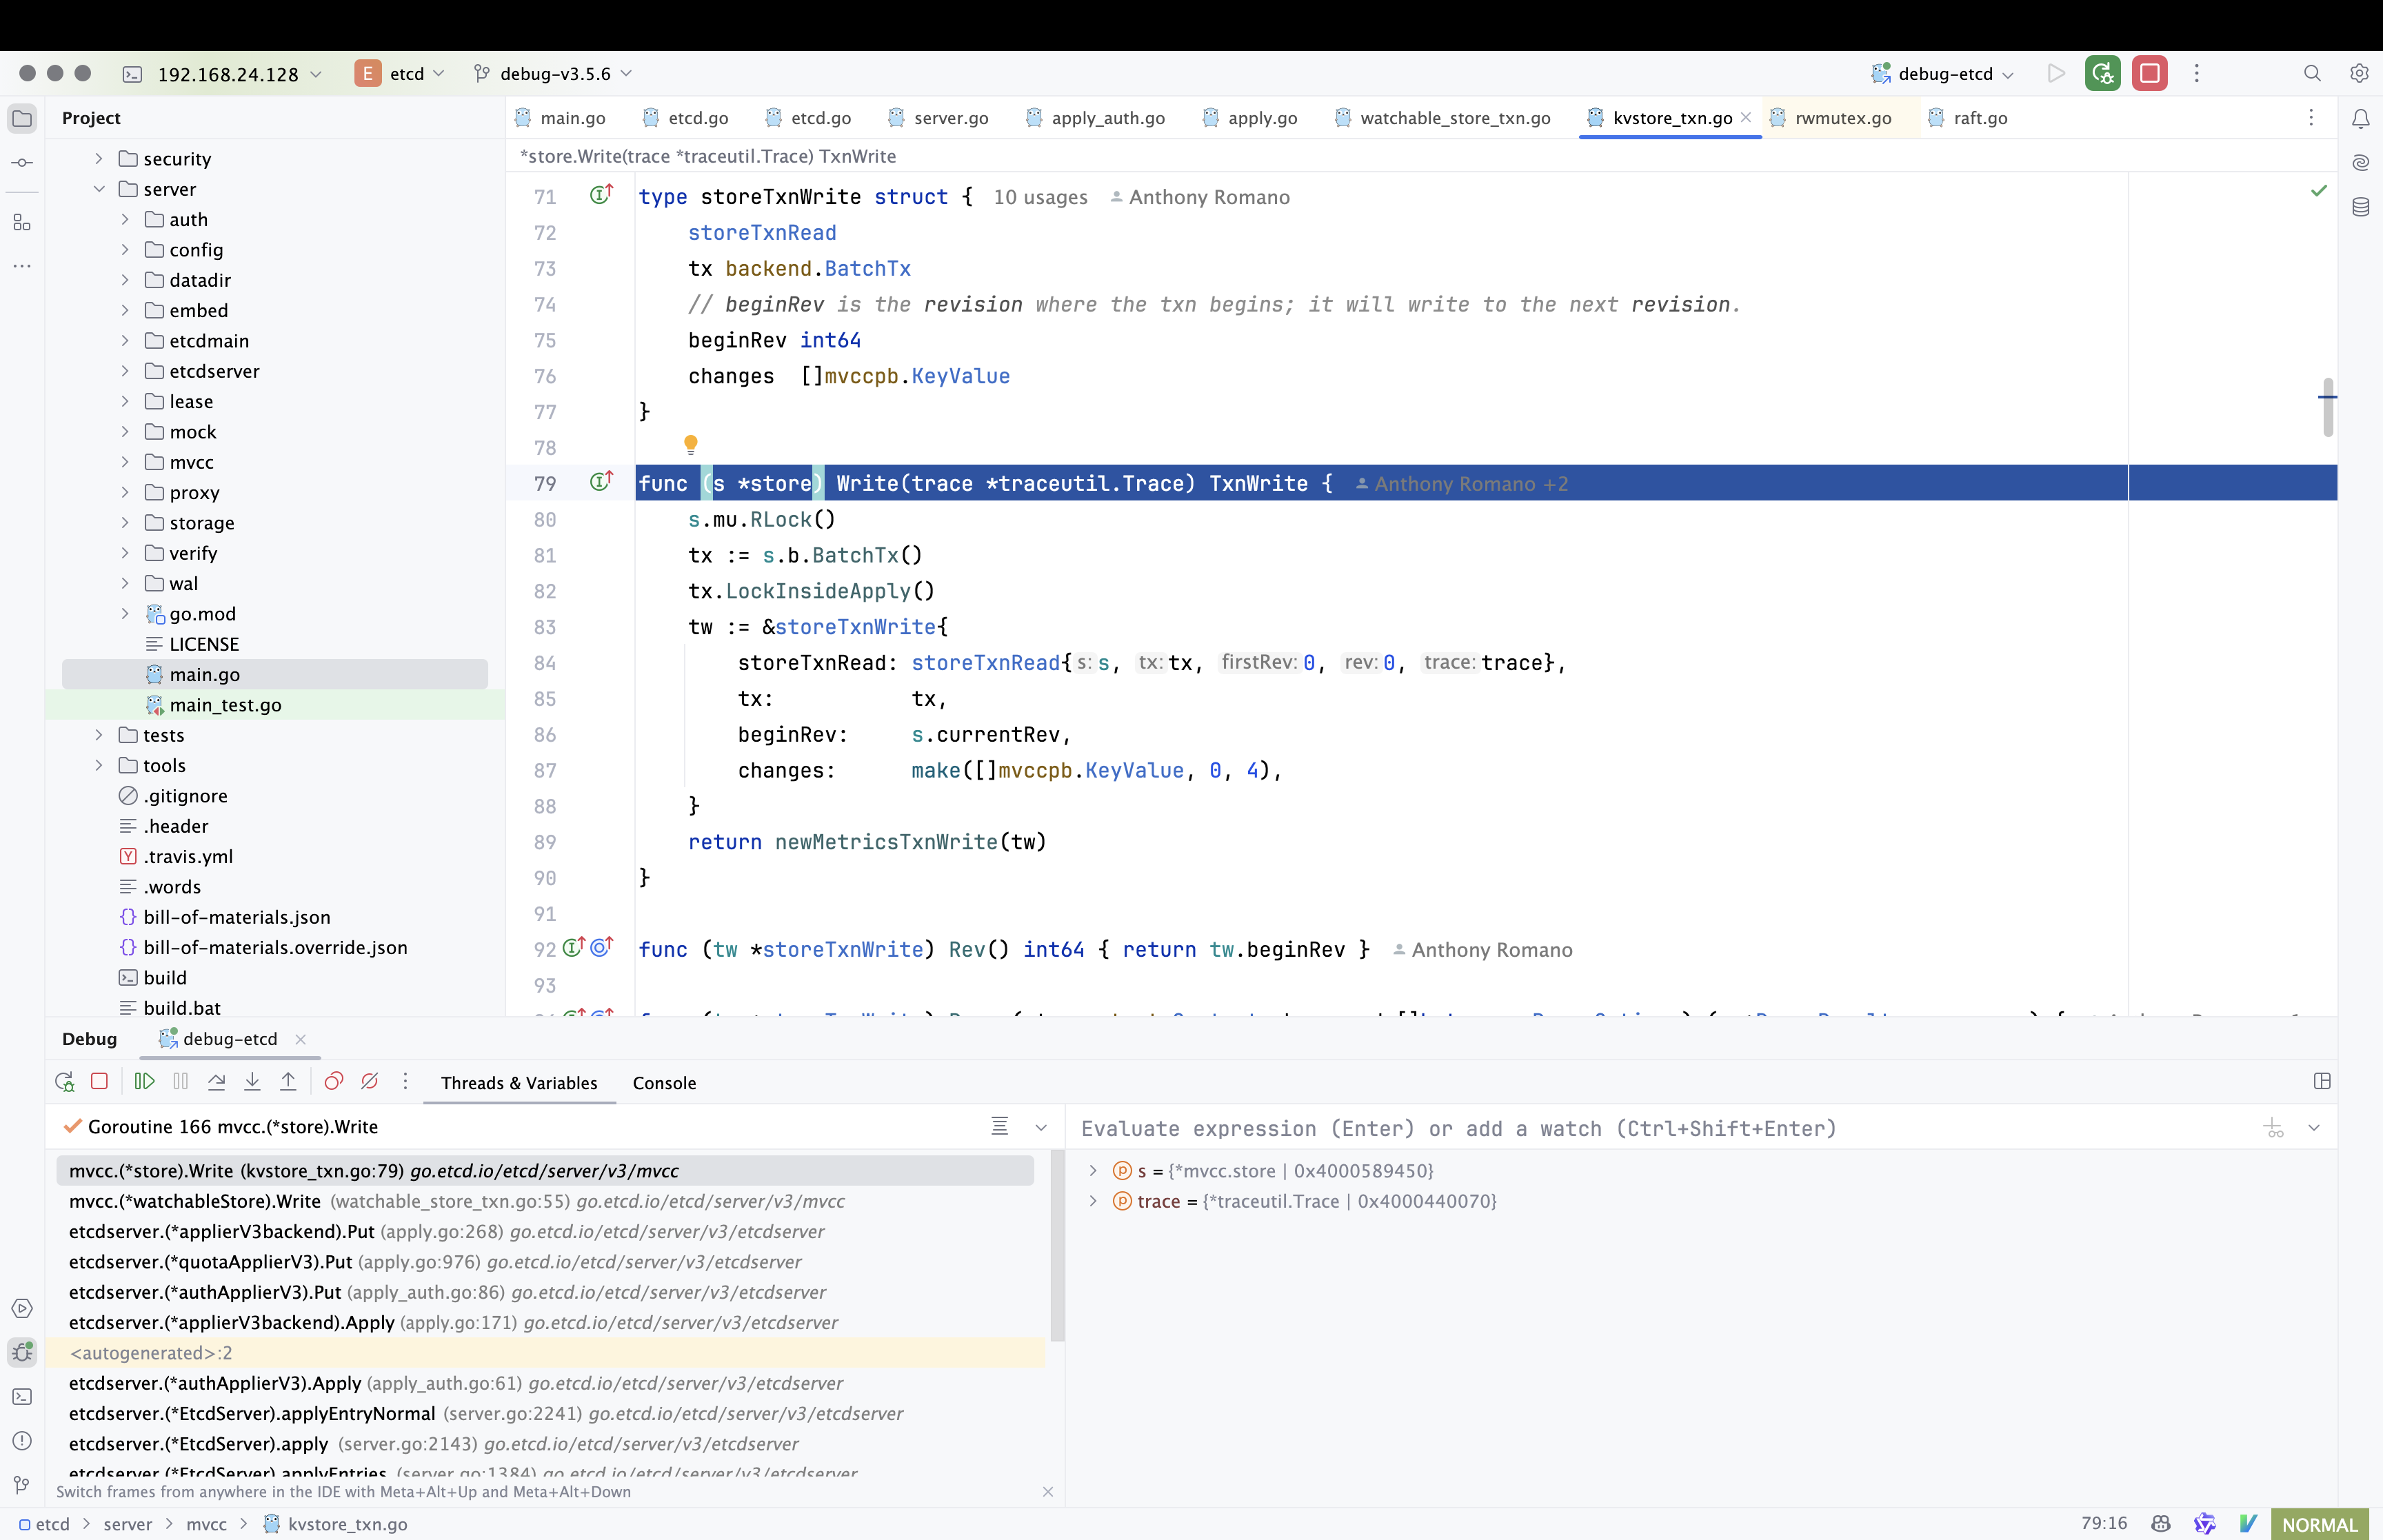 192.168.24.128
E etcd
debug-v3.5.6
debug-etcd
Project
security
server
auth
config
datadir
embed
etcdmain
etcdserver
lease
mock
mvcc
proxy
storage
verify
wal
go.mod
LICENSE
main.go
main_test.go
tests
tools
.gitignore
.header
.travis.yml
.words
bill-of-materials.json
bill-of-materials.override.json
build
build.bat
main.go etcd.go etcd.go server.go apply_auth.go apply.go watchable_store_txn.go kvstore_txn.go rwmutex.go raft.go
*store.Write(trace *traceutil.Trace) TxnWrite
71 type storeTxnWrite struct { 10 usages Anthony Romano
72 storeTxnRead
73 tx backend.BatchTx
74 // beginRev is the revision where the txn begins; it will write to the next revision.
75 beginRev int64
76 changes []mvccpb.KeyValue
77 }
78
79 func (s *store) Write(trace *traceutil.Trace) TxnWrite { Anthony Romano +2
80 s.mu.RLock()
81 tx := s.b.BatchTx()
82 tx.LockInsideApply()
83 tw := &storeTxnWrite{
84 storeTxnRead: storeTxnRead{ s: s, tx: tx, firstRev: 0, rev: 0, trace: trace},
85 tx: tx,
86 beginRev: s.currentRev,
87 changes: make([]mvccpb.KeyValue, 0, 4),
88 }
89 return newMetricsTxnWrite(tw)
90 }
91
92 func (tw *storeTxnWrite) Rev() int64 { return tw.beginRev } Anthony Romano
93
Debug debug-etcd
Threads & Variables Console
Goroutine 166 mvcc.(*store).Write
mvcc.(*store).Write (kvstore_txn.go:79) go.etcd.io/etcd/server/v3/mvcc
mvcc.(*watchableStore).Write (watchable_store_txn.go:55) go.etcd.io/etcd/server/v3/mvcc
etcdserver.(*applierV3backend).Put (apply.go:268) go.etcd.io/etcd/server/v3/etcdserver
etcdserver.(*quotaApplierV3).Put (apply.go:976) go.etcd.io/etcd/server/v3/etcdserver
etcdserver.(*authApplierV3).Put (apply_auth.go:86) go.etcd.io/etcd/server/v3/etcdserver
etcdserver.(*applierV3backend).Apply (apply.go:171) go.etcd.io/etcd/server/v3/etcdserver
<autogenerated>:2
etcdserver.(*authApplierV3).Apply (apply_auth.go:61) go.etcd.io/etcd/server/v3/etcdserver
etcdserver.(*EtcdServer).applyEntryNormal (server.go:2241) go.etcd.io/etcd/server/v3/etcdserver
etcdserver.(*EtcdServer).apply (server.go:2143) go.etcd.io/etcd/server/v3/etcdserver
etcdserver.(*EtcdServer).applyEntries (server.go:1384) go.etcd.io/etcd/server/v3/etcdserver
Switch frames from anywhere in the IDE with Meta+Alt+Up and Meta+Alt+Down
Evaluate expression (Enter) or add a watch (Ctrl+Shift+Enter)
s = {*mvcc.store | 0x4000589450}
trace = {*traceutil.Trace | 0x4000440070}
etcd > server > mvcc > kvstore_txn.go
79:16
NORMAL